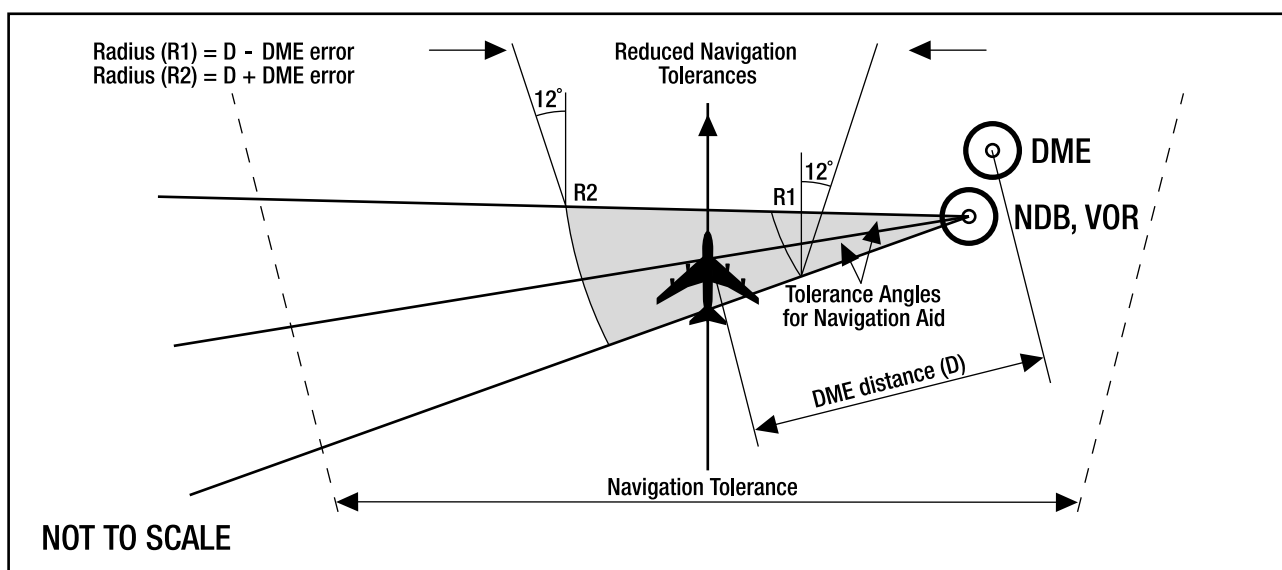 Radius (R1) = D - DME error
Radius (R2) = D + DME error
Reduced Navigation
Tolerances
12°
12°
DME
R2
R1
NDB, VOR
Tolerance Angles
for Navigation Aid
DME distance (D)
Navigation Tolerance
NOT TO SCALE